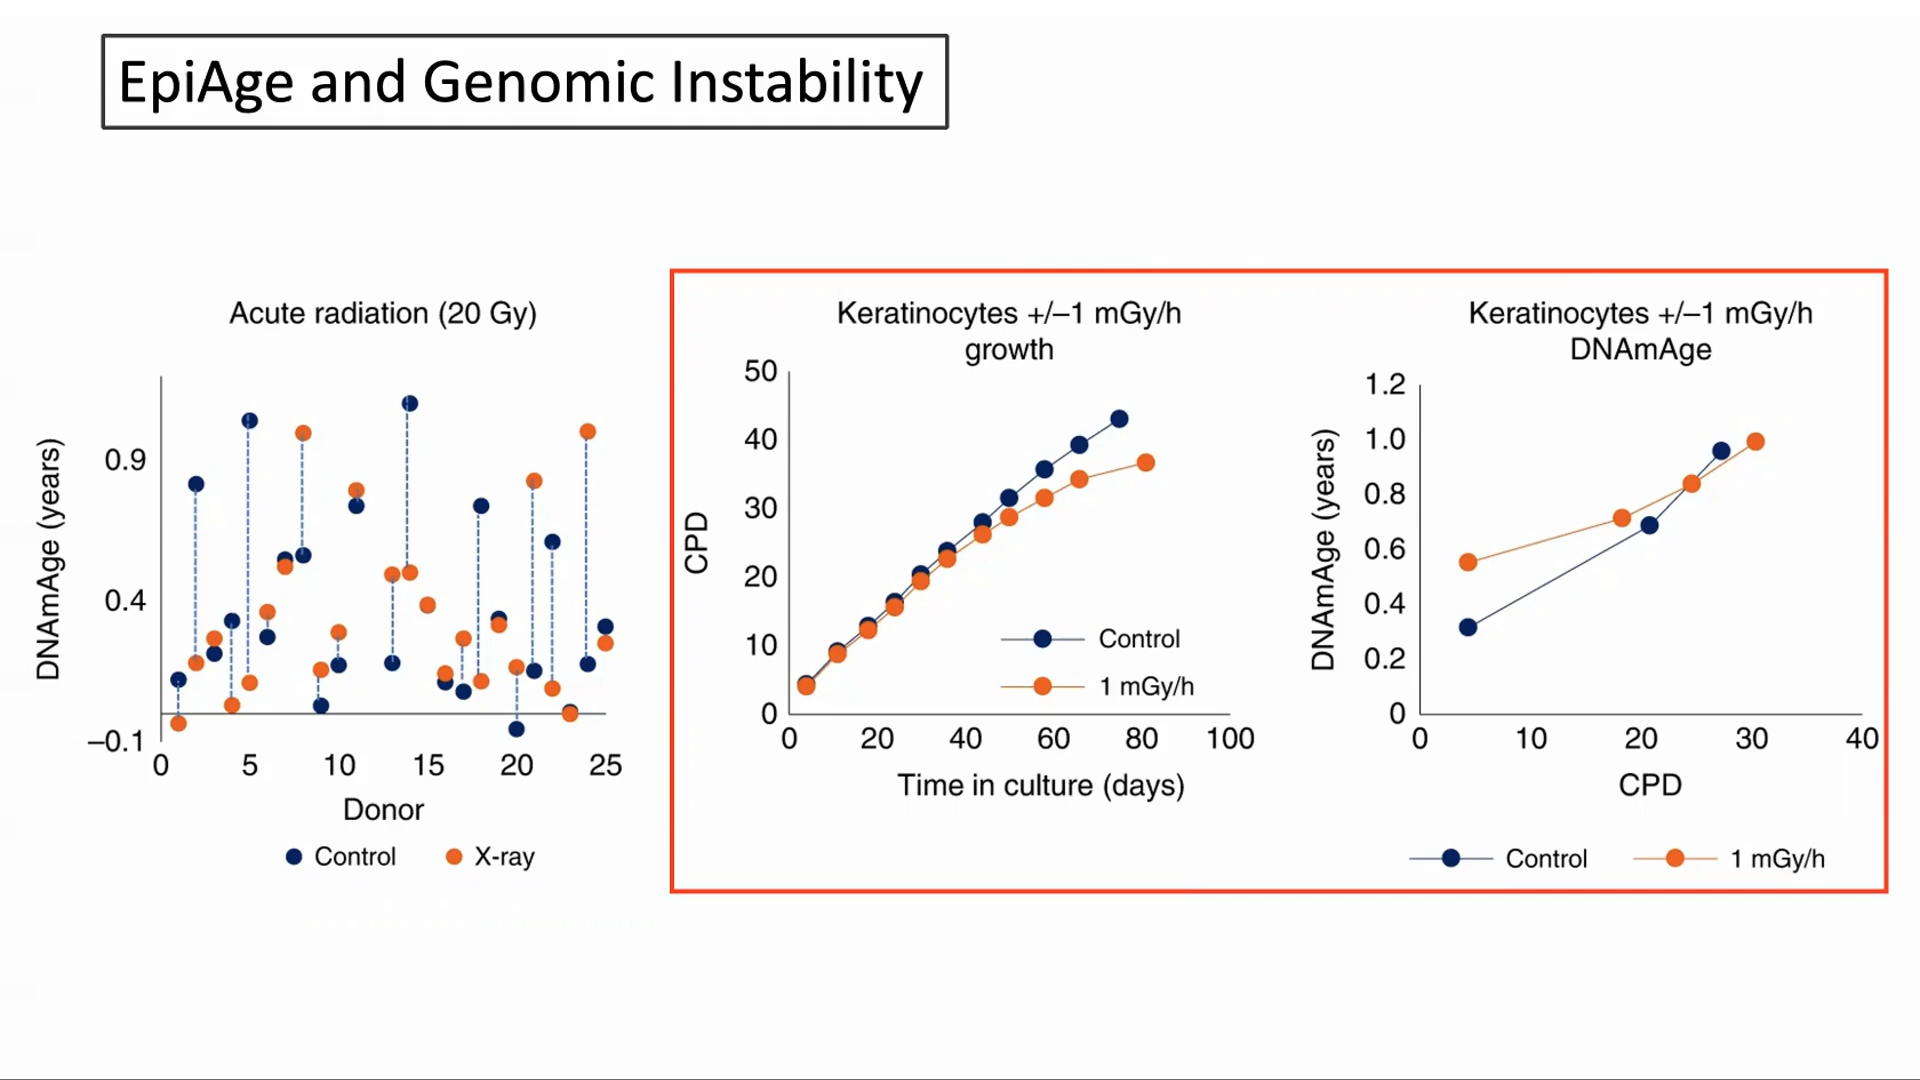 EpiAge and Genomic Instability
Acute radiation (20 Gy)
DNAmAge (years)
0.9
0.4
–0.1
0 5 10 15 20 25
Donor
Control X-ray
Keratinocytes +/–1 mGy/h
growth
CPD
50
40
30
20
10
0
Control
1 mGy/h
0 20 40 60 80 100
Time in culture (days)
Keratinocytes +/–1 mGy/h
DNAmAge
DNAmAge (years)
1.2
1.0
0.8
0.6
0.4
0.2
0
0 10 20 30 40
CPD
Control 1 mGy/h